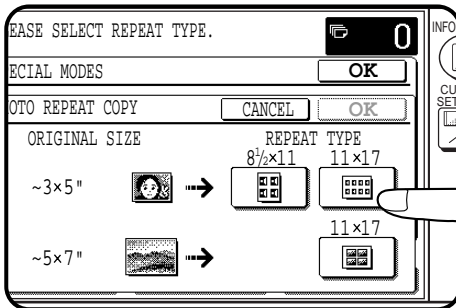 EASE SELECT REPEAT TYPE.
0
ECIAL MODES
OK
OTO REPEAT COPY
CANCEL
OK
ORIGINAL SIZE
REPEAT TYPE
8½×11
11×17
~3×5"
11×17
~5×7"
INFO
CU
SET